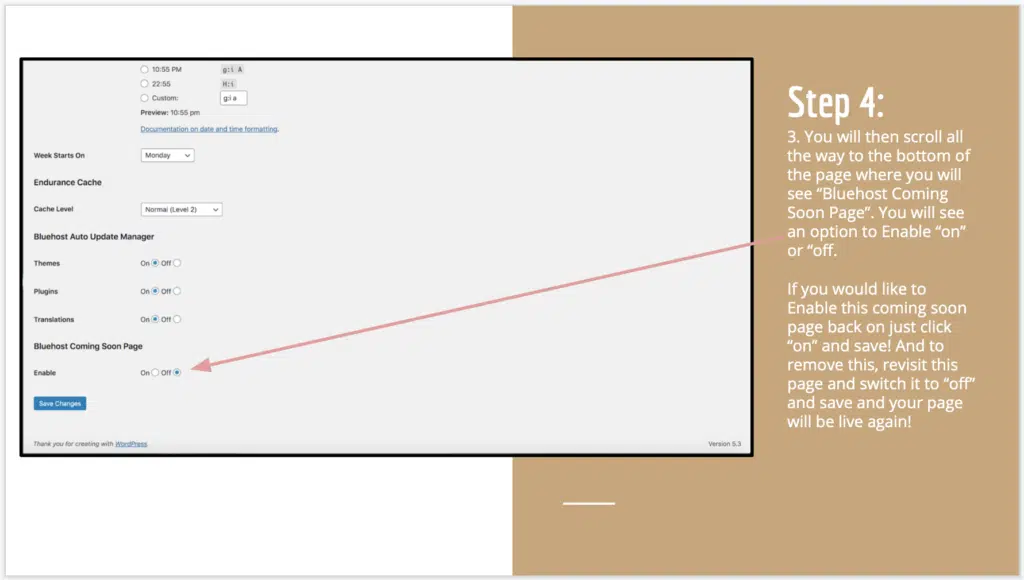 10:55 PM g:i A
22:55 H:i
Custom: g:i a
Preview: 10:55 pm
Documentation on date and time formatting.
Week Starts On Monday
Endurance Cache
Cache Level Normal (Level 2)
Bluehost Auto Update Manager
Themes On Off
Plugins On Off
Translations On Off
Bluehost Coming Soon Page
Enable On Off
Save Changes
Thank you for creating with WordPress. Version 5.3
Step 4:
3. You will then scroll all
the way to the bottom of
the page where you will
see “Bluehost Coming
Soon Page”. You will see
an option to Enable “on”
or “off.
If you would like to
Enable this coming soon
page back on just click
“on” and save! And to
remove this, revisit this
page and switch it to “off”
and save and your page
will be live again!